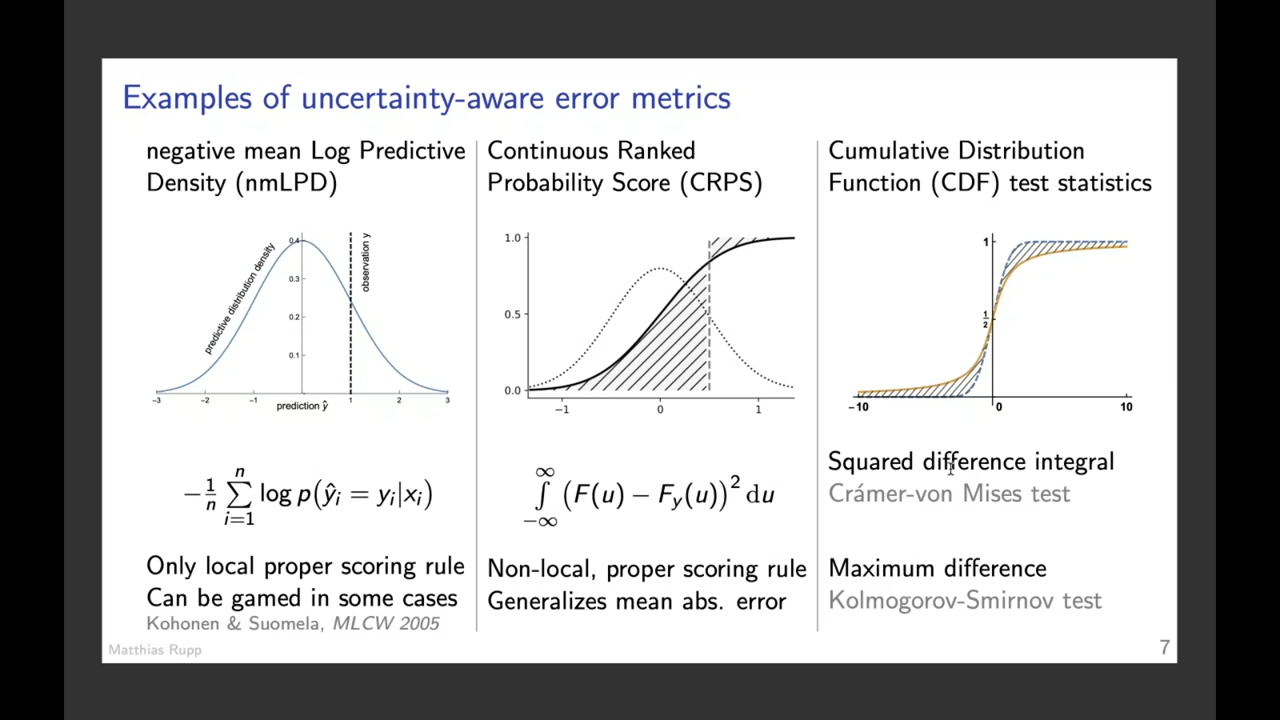 Examples of uncertainty-aware error metrics
negative mean Log Predictive
Density (nmLPD)
predictive distribution density
observation y
0.4
0.3
0.2
0.1
−3 −2 −1 1 2 3
prediction ŷ
−1/n ∑ⁿᵢ₌₁ log p(ŷᵢ = yᵢ|xᵢ)
Only local proper scoring rule
Can be gamed in some cases
Kohonen & Suomela, MLCW 2005
Continuous Ranked
Probability Score (CRPS)
1.0
0.5
0.0
−1 0 1
∫ −∞ ∞ (F(u) − Fy(u))² du
Non-local, proper scoring rule
Generalizes mean abs. error
Cumulative Distribution
Function (CDF) test statistics
1
1/2
−10 0 10
Squared difference integral
Crámer-von Mises test
Maximum difference
Kolmogorov-Smirnov test
Matthias Rupp
7